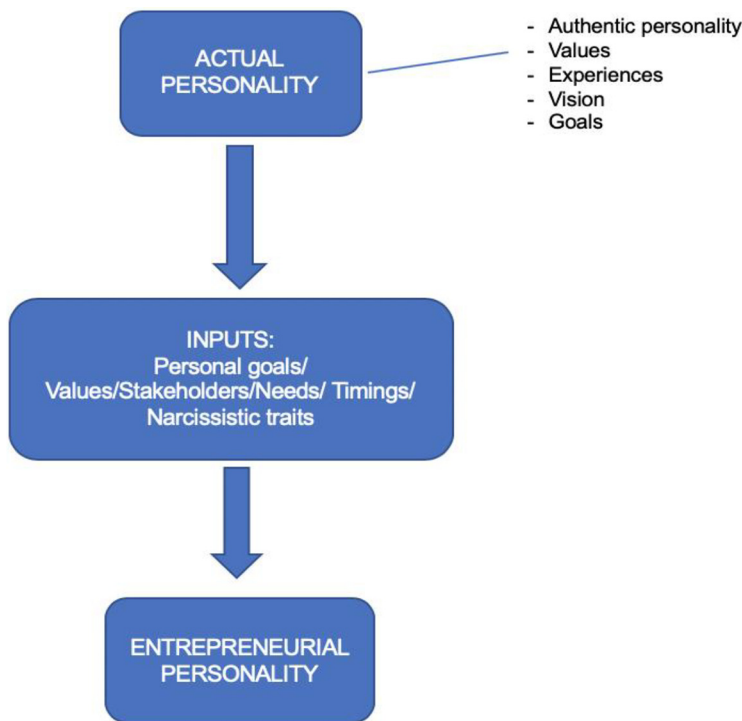 ACTUAL
PERSONALITY
- Authentic personality
- Values
- Experiences
- Vision
- Goals
INPUTS:
Personal goals/
Values/Stakeholders/Needs/ Timings/
Narcissistic traits
ENTREPRENEURIAL
PERSONALITY